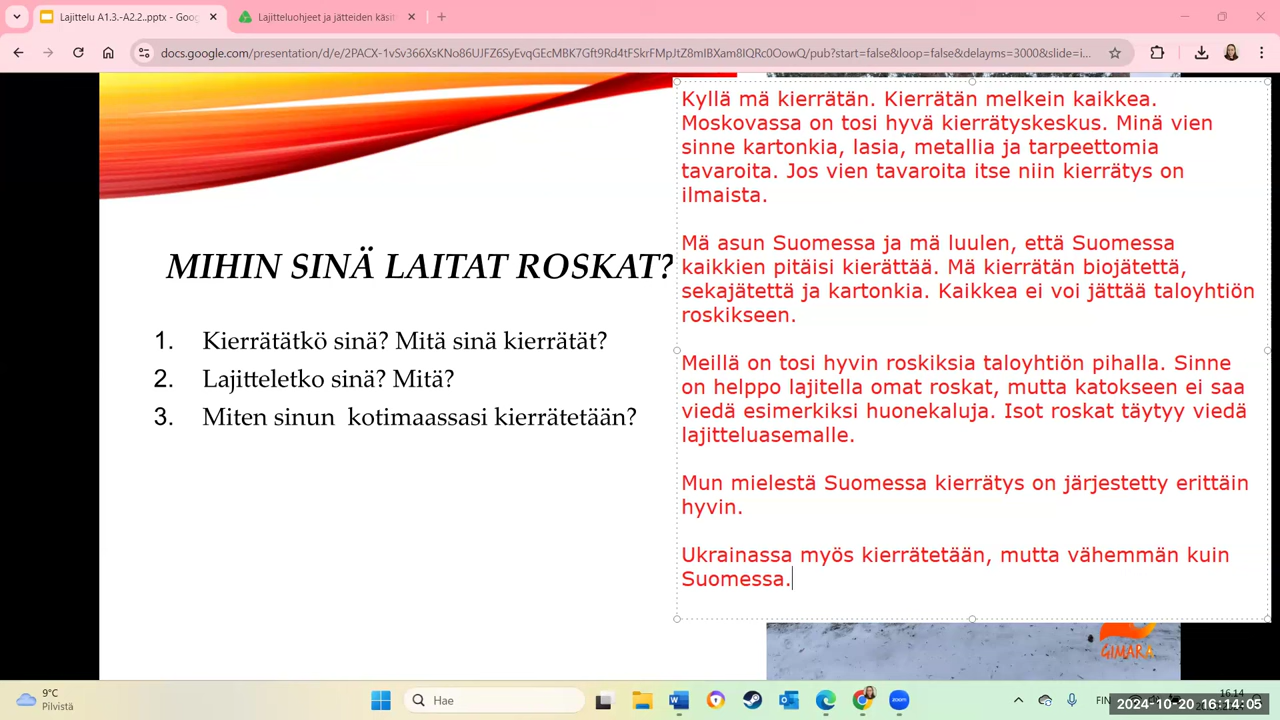 Lajittelu A1.3.-A2.2..pptx - Goog
Lajitteluohjeet ja jätteiden käsit
docs.google.com/presentation/d/e/2PACX-1vSv366XsKNo86UJFZ6SyEvqGEcMBK7Gft9Rd4tFSkrFMpJtZ8mIBXam8IQRc0OowQ/pub?start=false&loop=false&delayms=3000&slide=i...
MIHIN SINÄ LAITAT ROSKAT?
1. Kierrätätkö sinä? Mitä sinä kierrätät?
2. Lajitteletko sinä? Mitä?
3. Miten sinun kotimaassasi kierrätetään?
Kyllä mä kierrätän. Kierrätän melkein kaikkea.
Moskovassa on tosi hyvä kierrätyskeskus. Minä vien
sinne kartonkia, lasia, metallia ja tarpeettomia
tavaroita. Jos vien tavaroita itse niin kierrätys on
ilmaista.
Mä asun Suomessa ja mä luulen, että Suomessa
kaikkien pitäisi kierättää. Mä kierrätän biojätettä,
sekajätettä ja kartonkia. Kaikkea ei voi jättää taloyhtiön
roskikseen.
Meillä on tosi hyvin roskiksia taloyhtiön pihalla. Sinne
on helppo lajitella omat roskat, mutta katokseen ei saa
viedä esimerkiksi huonekaluja. Isot roskat täytyy viedä
lajitteluasemalle.
Mun mielestä Suomessa kierrätys on järjestetty erittäin
hyvin.
Ukrainassa myös kierrätetään, mutta vähemmän kuin
Suomessa.
GIMARA
9°C
Pilvistä
Hae
zoom
FIN
16.14
2024-10-20 16:14:05